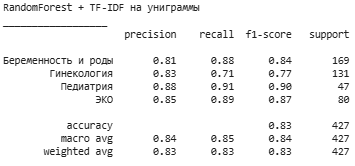 RandomForest + TF-IDF на униграммы
___________________
precision recall f1-score support
Беременность и роды 0.81 0.88 0.84 169
Гинекология 0.83 0.71 0.77 131
Педиатрия 0.88 0.91 0.90 47
ЭКО 0.85 0.89 0.87 80
accuracy 0.83 427
macro avg 0.84 0.85 0.84 427
weighted avg 0.83 0.83 0.83 427